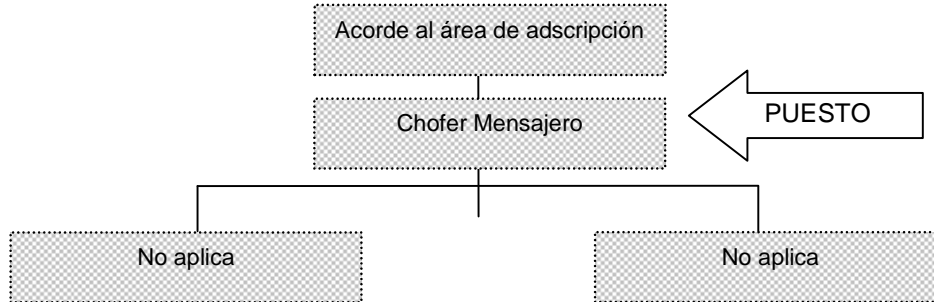 Acorde al área de adscripción
Chofer Mensajero
PUESTO
No aplica
No aplica